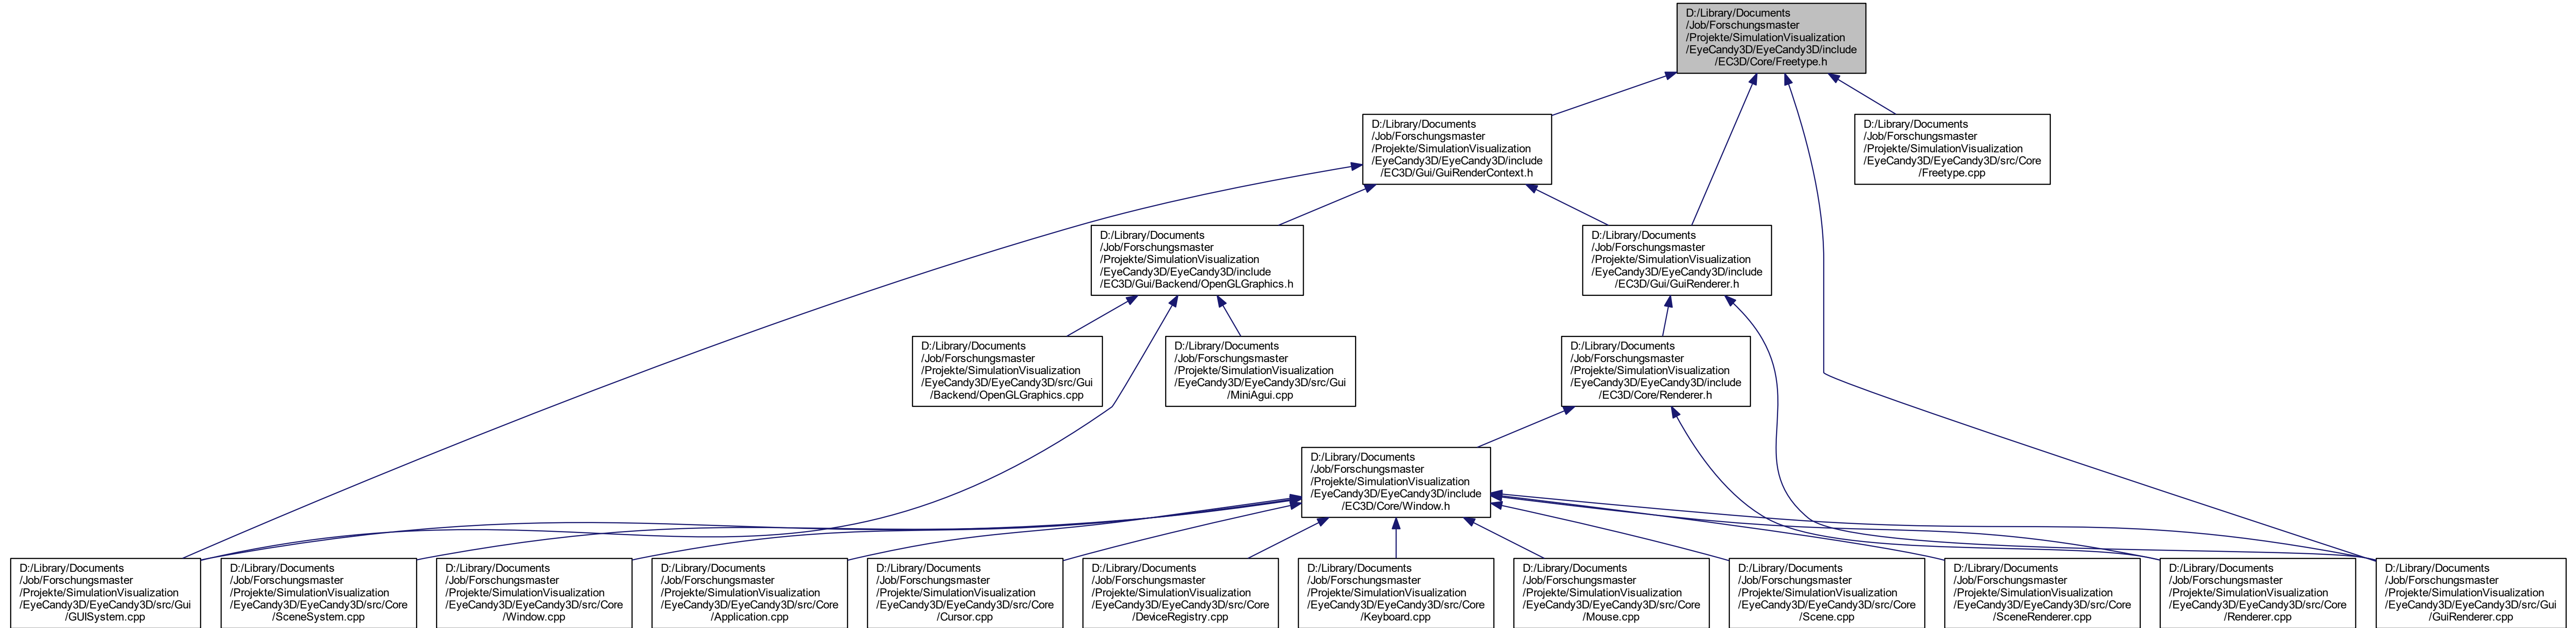 D:/Library/Documents
/Job/Forschungsmaster
/Projekte/SimulationVisualization
/EyeCandy3D/EyeCandy3D/include
/EC3D/Core/Freetype.h
D:/Library/Documents
/Job/Forschungsmaster
/Projekte/SimulationVisualization
/EyeCandy3D/EyeCandy3D/include
/EC3D/Gui/GuiRenderContext.h
D:/Library/Documents
/Job/Forschungsmaster
/Projekte/SimulationVisualization
/EyeCandy3D/EyeCandy3D/src/Core
/Freetype.cpp
D:/Library/Documents
/Job/Forschungsmaster
/Projekte/SimulationVisualization
/EyeCandy3D/EyeCandy3D/include
/EC3D/Gui/Backend/OpenGLGraphics.h
D:/Library/Documents
/Job/Forschungsmaster
/Projekte/SimulationVisualization
/EyeCandy3D/EyeCandy3D/include
/EC3D/Gui/GuiRenderer.h
D:/Library/Documents
/Job/Forschungsmaster
/Projekte/SimulationVisualization
/EyeCandy3D/EyeCandy3D/src/Gui
/Backend/OpenGLGraphics.cpp
D:/Library/Documents
/Job/Forschungsmaster
/Projekte/SimulationVisualization
/EyeCandy3D/EyeCandy3D/src/Gui
/MiniAgui.cpp
D:/Library/Documents
/Job/Forschungsmaster
/Projekte/SimulationVisualization
/EyeCandy3D/EyeCandy3D/include
/EC3D/Core/Renderer.h
D:/Library/Documents
/Job/Forschungsmaster
/Projekte/SimulationVisualization
/EyeCandy3D/EyeCandy3D/include
/EC3D/Core/Window.h
D:/Library/Documents
/Job/Forschungsmaster
/Projekte/SimulationVisualization
/EyeCandy3D/EyeCandy3D/src/Gui
/GUISystem.cpp
D:/Library/Documents
/Job/Forschungsmaster
/Projekte/SimulationVisualization
/EyeCandy3D/EyeCandy3D/src/Core
/SceneSystem.cpp
D:/Library/Documents
/Job/Forschungsmaster
/Projekte/SimulationVisualization
/EyeCandy3D/EyeCandy3D/src/Core
/Window.cpp
D:/Library/Documents
/Job/Forschungsmaster
/Projekte/SimulationVisualization
/EyeCandy3D/EyeCandy3D/src/Core
/Application.cpp
D:/Library/Documents
/Job/Forschungsmaster
/Projekte/SimulationVisualization
/EyeCandy3D/EyeCandy3D/src/Core
/Cursor.cpp
D:/Library/Documents
/Job/Forschungsmaster
/Projekte/SimulationVisualization
/EyeCandy3D/EyeCandy3D/src/Core
/DeviceRegistry.cpp
D:/Library/Documents
/Job/Forschungsmaster
/Projekte/SimulationVisualization
/EyeCandy3D/EyeCandy3D/src/Core
/Keyboard.cpp
D:/Library/Documents
/Job/Forschungsmaster
/Projekte/SimulationVisualization
/EyeCandy3D/EyeCandy3D/src/Core
/Mouse.cpp
D:/Library/Documents
/Job/Forschungsmaster
/Projekte/SimulationVisualization
/EyeCandy3D/EyeCandy3D/src/Core
/Scene.cpp
D:/Library/Documents
/Job/Forschungsmaster
/Projekte/SimulationVisualization
/EyeCandy3D/EyeCandy3D/src/Core
/SceneRenderer.cpp
D:/Library/Documents
/Job/Forschungsmaster
/Projekte/SimulationVisualization
/EyeCandy3D/EyeCandy3D/src/Core
/Renderer.cpp
D:/Library/Documents
/Job/Forschungsmaster
/Projekte/SimulationVisualization
/EyeCandy3D/EyeCandy3D/src/Gui
/GuiRenderer.cpp